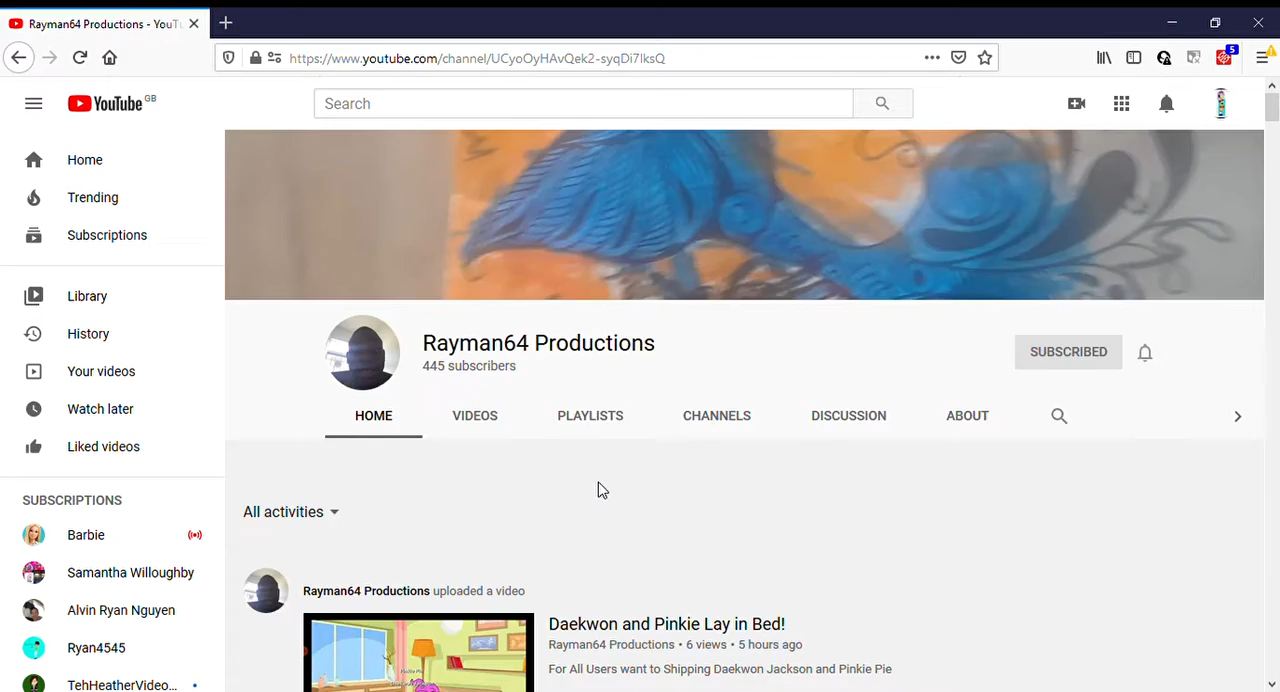 Rayman64 Productions - YouT
https://www.youtube.com/channel/UCyoOyHAvQek2-syqDi7lksQ
5
YouTube GB
Search
Home
Trending
Subscriptions
Library
History
Your videos
Watch later
Liked videos
SUBSCRIPTIONS
Barbie
Samantha Willoughby
Alvin Ryan Nguyen
Ryan4545
TehHeatherVideo...
Rayman64 Productions
445 subscribers
SUBSCRIBED
HOME VIDEOS PLAYLISTS CHANNELS DISCUSSION ABOUT
All activities
Rayman64 Productions uploaded a video
Daekwon and Pinkie Lay in Bed!
Rayman64 Productions • 6 views • 5 hours ago
For All Users want to Shipping Daekwon Jackson and Pinkie Pie